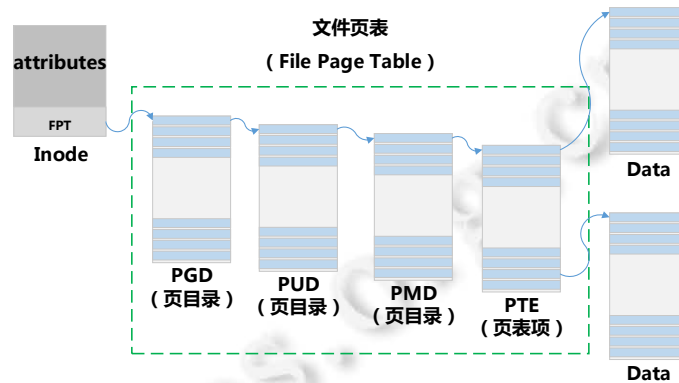 文件页表
（File Page Table）
attributes
FPT
Inode
PGD
（页目录）
PUD
（页目录）
PMD
（页目录）
PTE
（页表项）
Data
Data